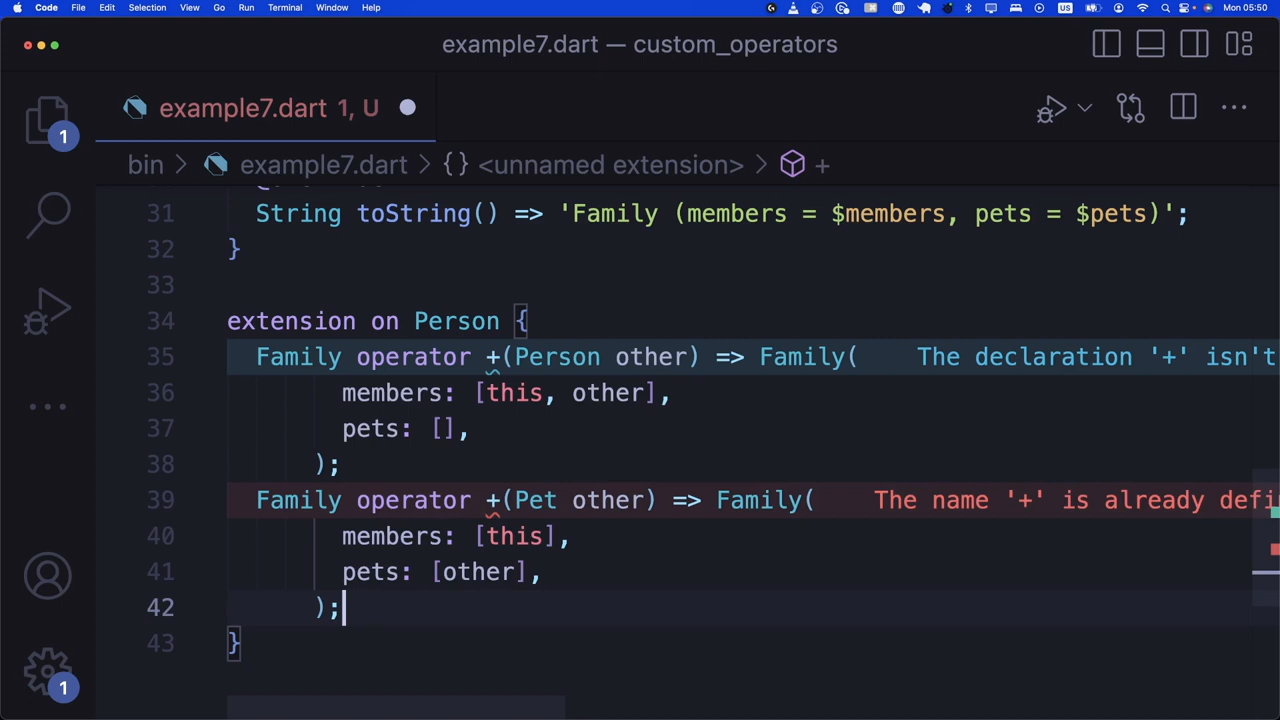 Code File Edit Selection View Go Run Terminal Window Help US Mon 05:50
example7.dart — custom_operators
example7.dart 1, U
1
bin > example7.dart > {} <unnamed extension> > +
31 String toString() => 'Family (members = $members, pets = $pets)';
32 }
33
34 extension on Person {
35 Family operator +(Person other) => Family( The declaration '+' isn't
36 members: [this, other],
37 pets: [],
38 );
39 Family operator +(Pet other) => Family( The name '+' is already defi
40 members: [this],
41 pets: [other],
42 );
43 }
1